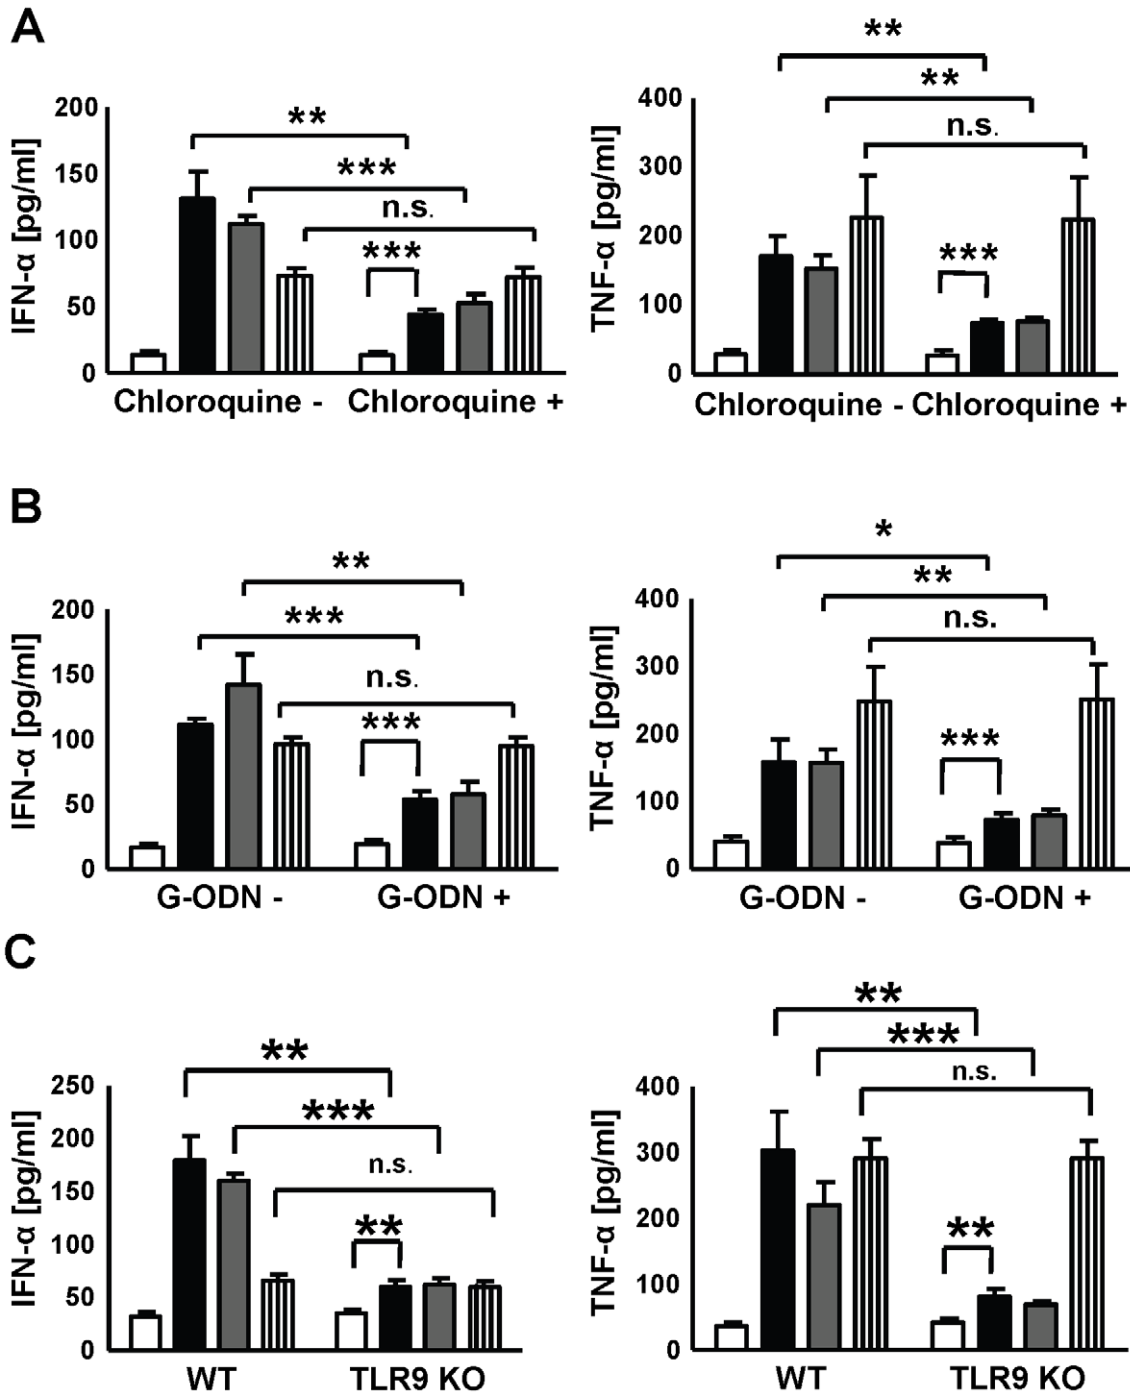 A
**
**
**
***
n.s.
***
IFN-α [pg/ml]
200
150
100
50
0
Chloroquine -
Chloroquine +
n.s.
***
TNF-α [pg/ml]
400
300
200
100
0
Chloroquine -
Chloroquine +
B
**
***
n.s.
***
IFN-α [pg/ml]
200
150
100
50
0
G-ODN -
G-ODN +
*
**
n.s.
***
TNF-α [pg/ml]
400
300
200
100
0
G-ODN -
G-ODN +
C
**
***
n.s.
**
IFN-α [pg/ml]
250
200
150
100
50
0
WT
TLR9 KO
**
***
n.s.
**
TNF-α [pg/ml]
400
300
200
100
0
WT
TLR9 KO